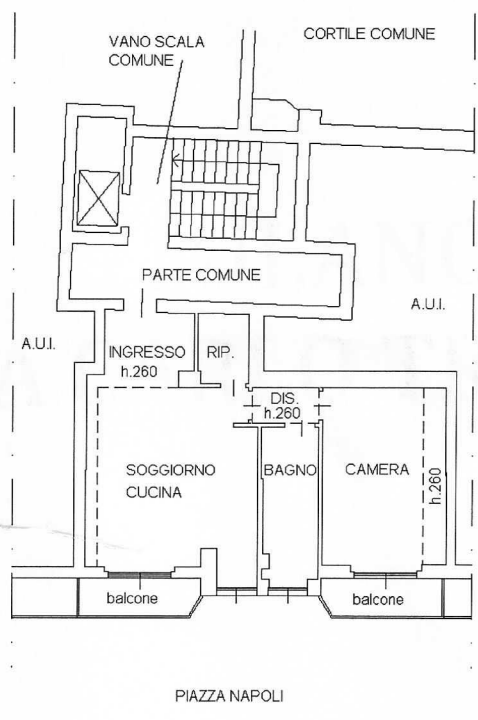 CORTILE COMUNE
VANO SCALA
COMUNE
PARTE COMUNE
A.U.I.
A.U.I.
INGRESSO
h.260
RIP.
DIS.
h.260
SOGGIORNO
CUCINA
BAGNO
CAMERA
h.260
balcone
balcone
PIAZZA NAPOLI